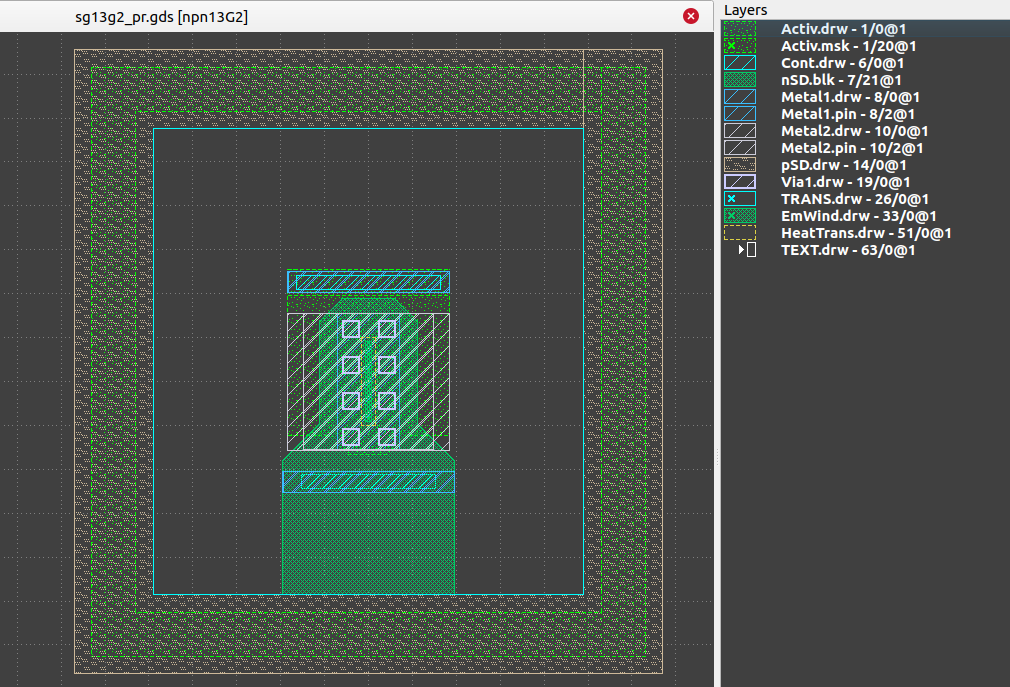 sg13g2_pr.gds [npn13G2]
Layers
Activ.drw - 1/0@1
Activ.msk - 1/20@1
Cont.drw - 6/0@1
nSD.blk - 7/21@1
Metal1.drw - 8/0@1
Metal1.pin - 8/2@1
Metal2.drw - 10/0@1
Metal2.pin - 10/2@1
pSD.drw - 14/0@1
Via1.drw - 19/0@1
TRANS.drw - 26/0@1
EmWind.drw - 33/0@1
HeatTrans.drw - 51/0@1
TEXT.drw - 63/0@1